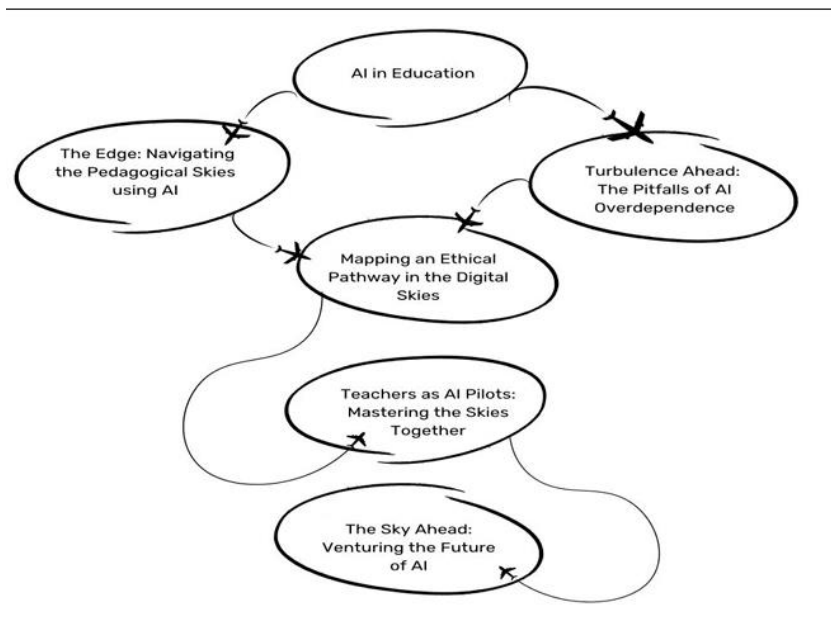 AI in Education
The Edge: Navigating
the Pedagogical Skies
using AI
Turbulence Ahead:
The Pitfalls of AI
Overdependence
Mapping an Ethical
Pathway in the Digital
Skies
Teachers as AI Pilots:
Mastering the Skies
Together
The Sky Ahead:
Venturing the Future
of AI